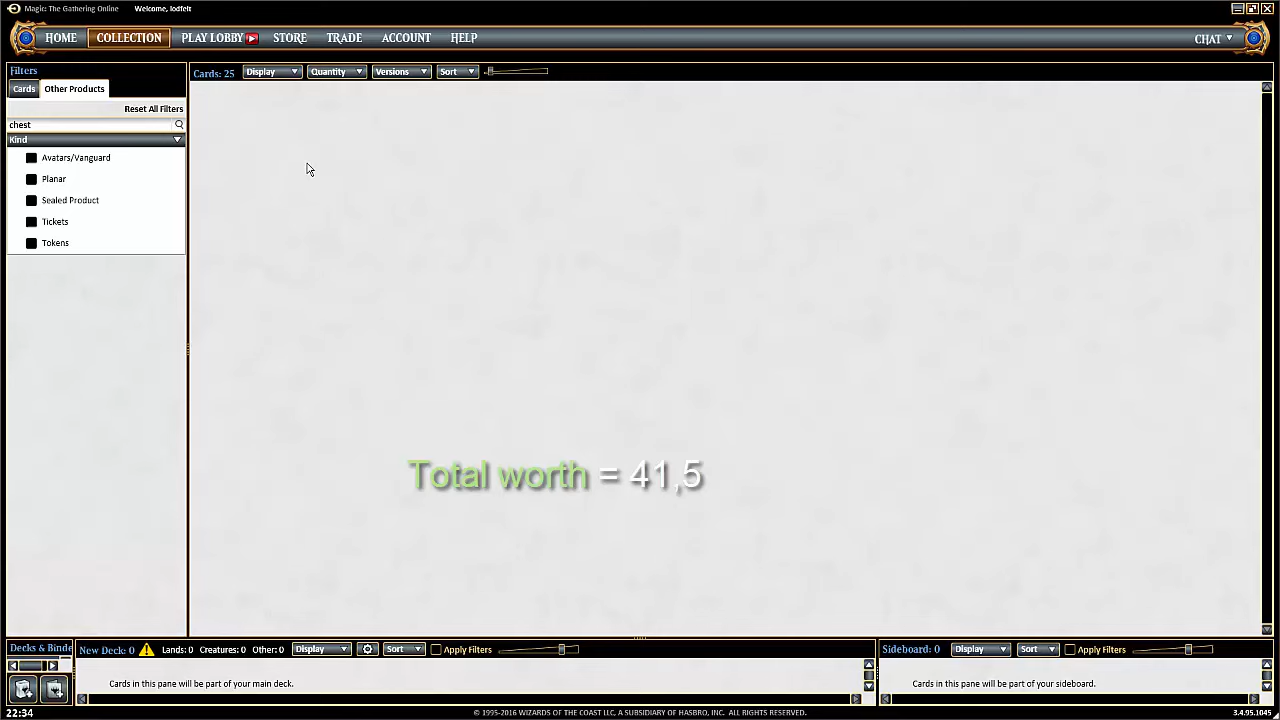 Magic: The Gathering Online Welcome, lodfelt
HOME COLLECTION PLAY LOBBY STORE TRADE ACCOUNT HELP CHAT
Filters
Cards: 25 Display Quantity Versions Sort
Cards Other Products
Reset All Filters
chest
Kind
Avatars/Vanguard
Planar
Sealed Product
Tickets
Tokens
Total worth = 41,5
Decks & Binde New Deck: 0 Lands: 0 Creatures: 0 Other: 0 Display Sort Apply Filters Sideboard: 0 Display Sort Apply Filters
Cards in this pane will be part of your main deck. Cards in this pane will be part of your sideboard.
22:34 © 1995-2016 WIZARDS OF THE COAST LLC, A SUBSIDIARY OF HASBRO, INC. ALL RIGHTS RESERVED. 3.4.95.1045